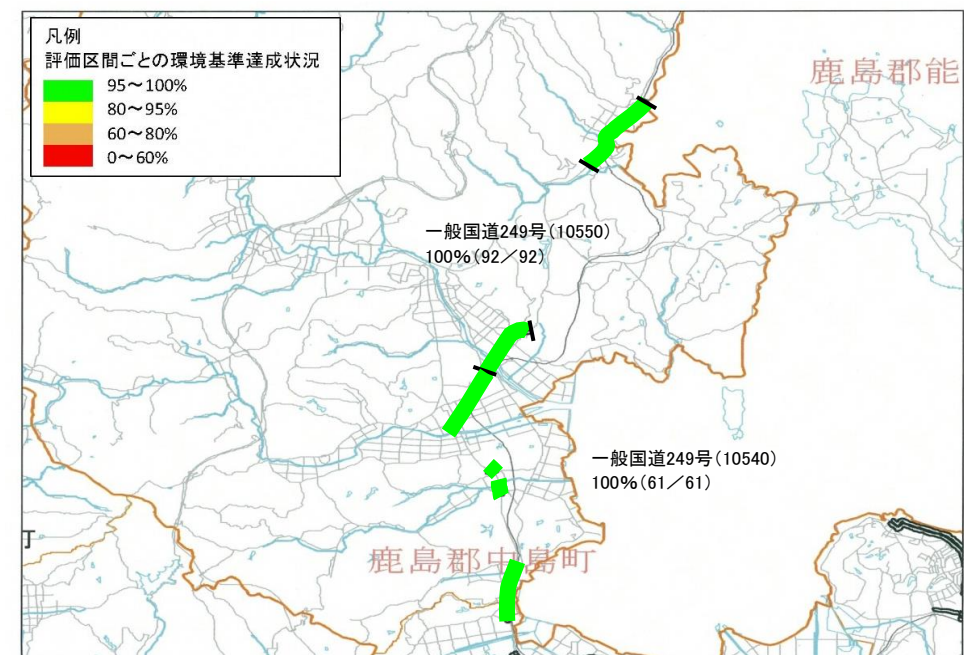 凡例
評価区間ごとの環境基準達成状況
95～100%
80～95%
60～80%
0～60%
鹿島郡能
一般国道249号(10550)
100%(92／92)
一般国道249号(10540)
100%(61／61)
鹿島郡中島町